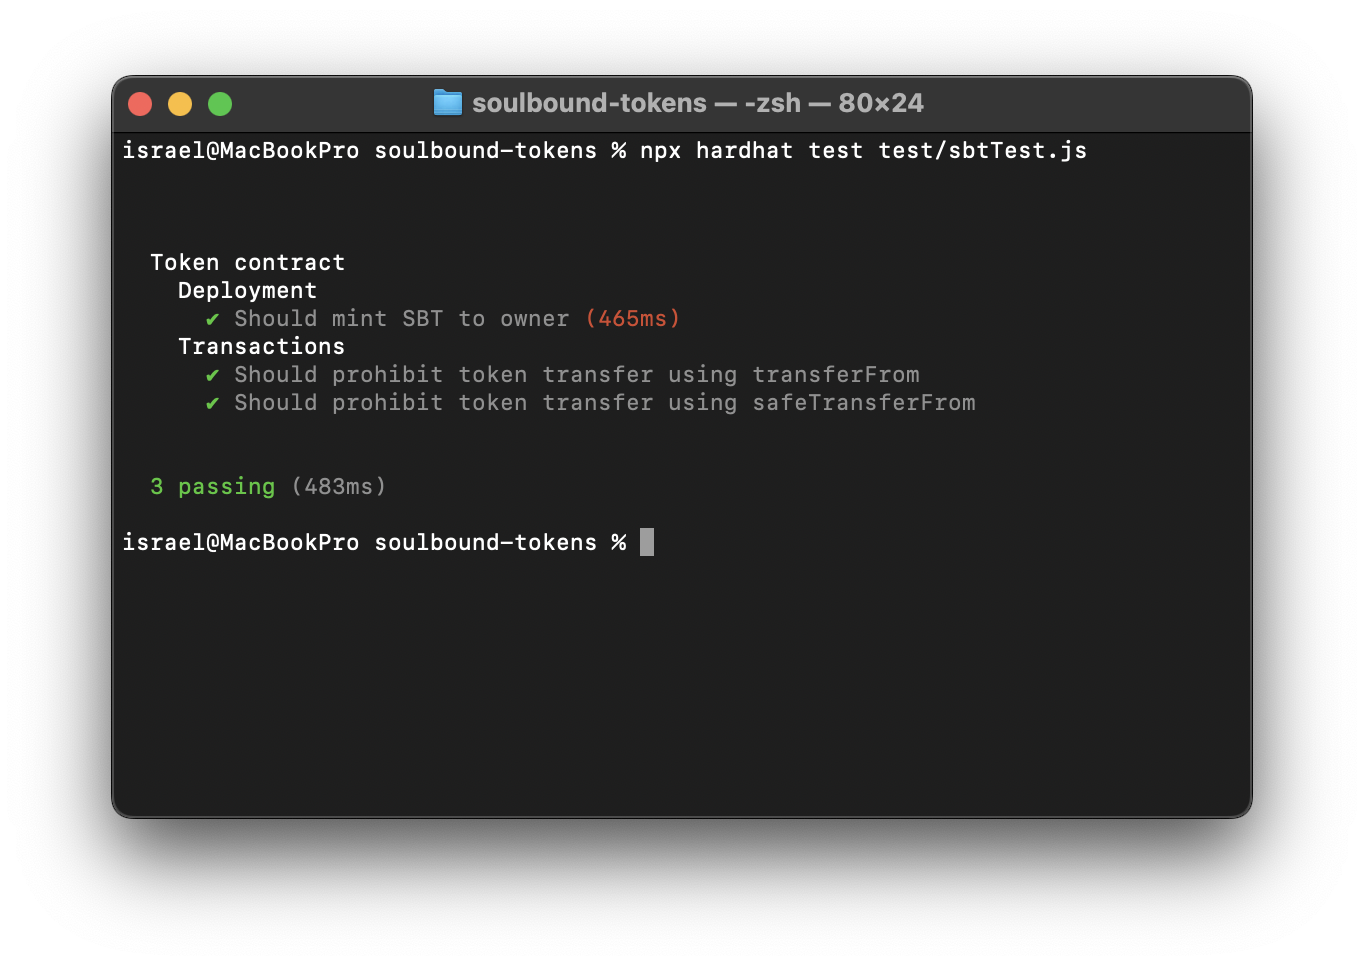 soulbound-tokens — -zsh — 80×24
israel@MacBookPro soulbound-tokens % npx hardhat test test/sbtTest.js
Token contract
Deployment
✔ Should mint SBT to owner (465ms)
Transactions
✔ Should prohibit token transfer using transferFrom
✔ Should prohibit token transfer using safeTransferFrom
3 passing (483ms)
israel@MacBookPro soulbound-tokens %